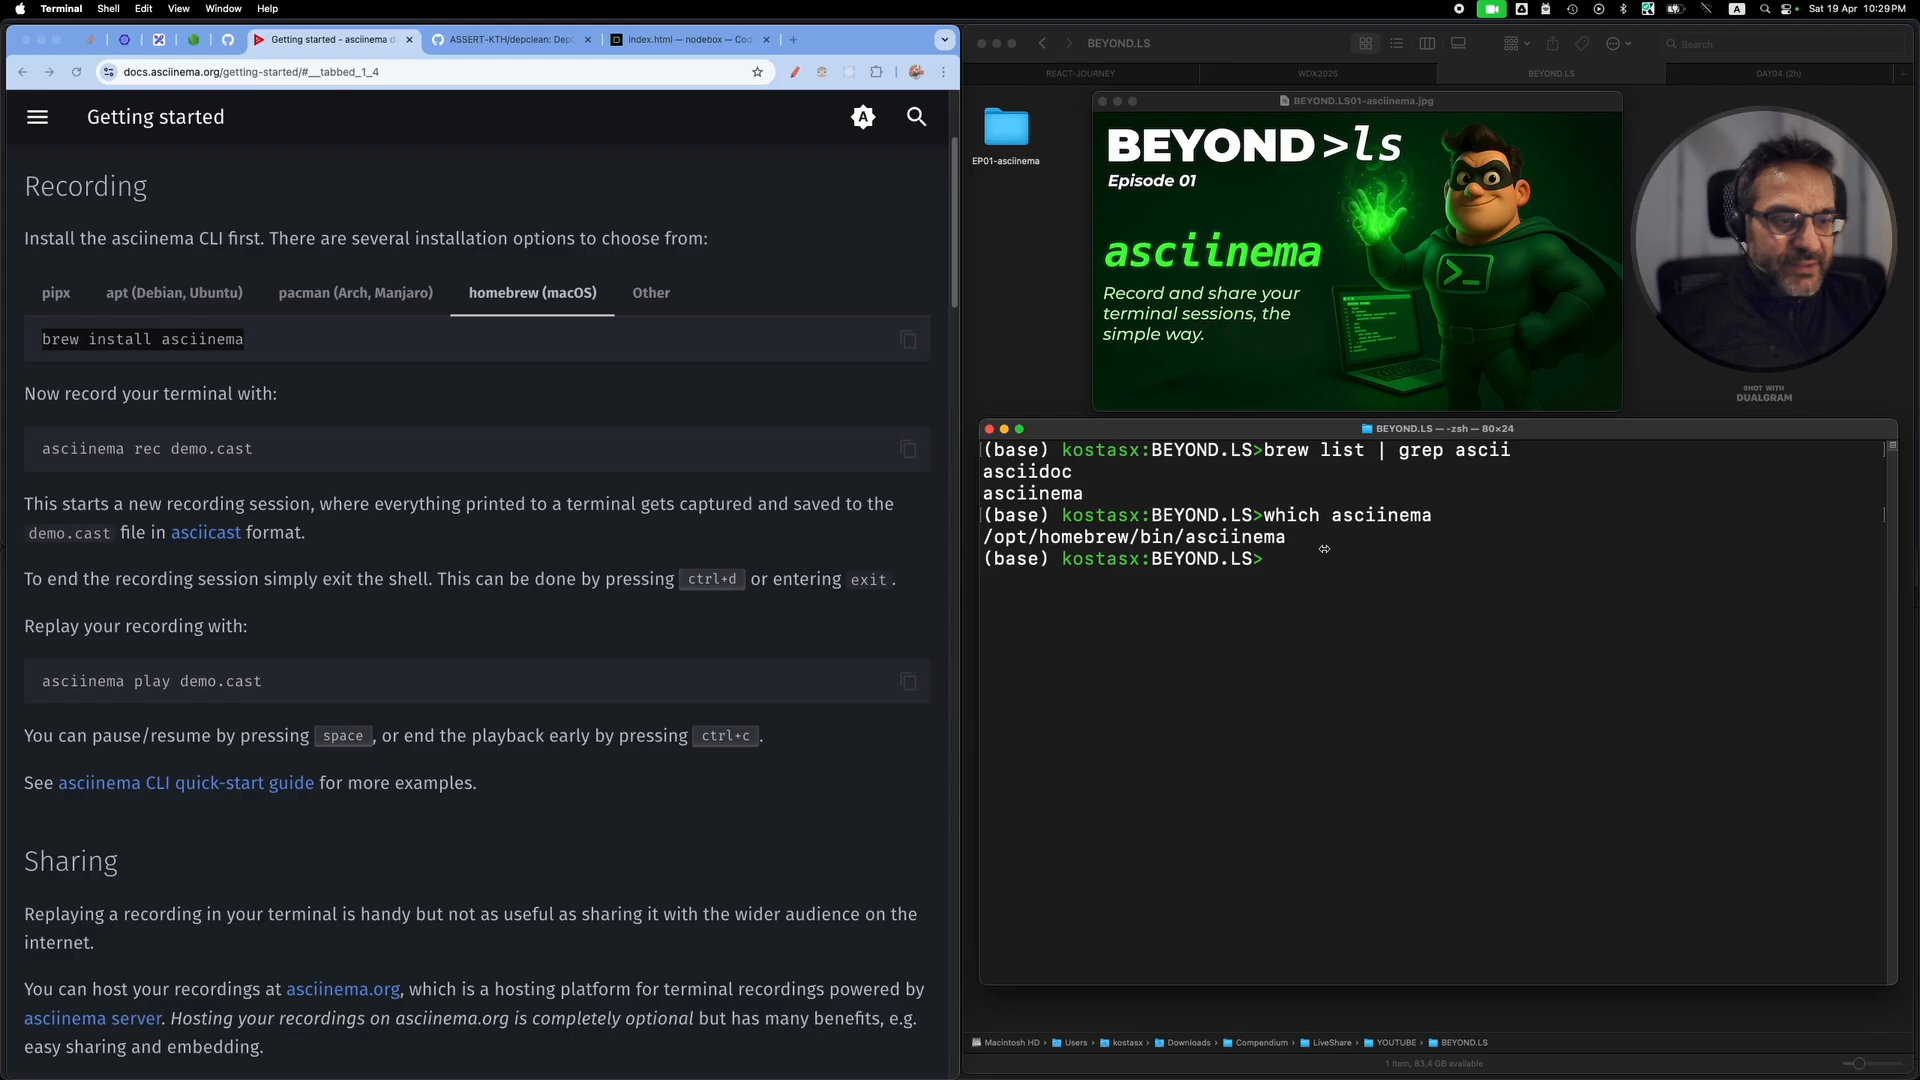 Terminal Shell Edit View Window Help
Sat 19 Apr 10:29 PM
Getting started - asciinema d
ASSERT-KTH/depclean: Dep
index.html — nodebox — Cod
docs.asciinema.org/getting-started/#__tabbed_1_4
Getting started
Recording
Install the asciinema CLI first. There are several installation options to choose from:
pipx apt (Debian, Ubuntu) pacman (Arch, Manjaro) homebrew (macOS) Other
brew install asciinema
Now record your terminal with:
asciinema rec demo.cast
This starts a new recording session, where everything printed to a terminal gets captured and saved to the
demo.cast file in asciicast format.
To end the recording session simply exit the shell. This can be done by pressing ctrl+d or entering exit.
Replay your recording with:
asciinema play demo.cast
You can pause/resume by pressing space, or end the playback early by pressing ctrl+c.
See asciinema CLI quick-start guide for more examples.
Sharing
Replaying a recording in your terminal is handy but not as useful as sharing it with the wider audience on the
internet.
You can host your recordings at asciinema.org, which is a hosting platform for terminal recordings powered by
asciinema server. Hosting your recordings on asciinema.org is completely optional but has many benefits, e.g.
easy sharing and embedding.
BEYOND.LS
Search
REACT-JOURNEY WDX2025 BEYOND.LS DAY04 (2h)
EP01-asciinema
BEYOND.LS01-asciinema.jpg
BEYOND >ls
Episode 01
asciinema
Record and share your
terminal sessions, the
simple way.
>_
SHOT WITH
DUALGRAM
BEYOND.LS — -zsh — 80×24
(base) kostasx:BEYOND.LS>brew list | grep ascii
asciidoc
asciinema
(base) kostasx:BEYOND.LS>which asciinema
/opt/homebrew/bin/asciinema
(base) kostasx:BEYOND.LS>
Macintosh HD › Users › kostasx › Downloads › Compendium › LiveShare › YOUTUBE › BEYOND.LS
1 item, 83,4 GB available